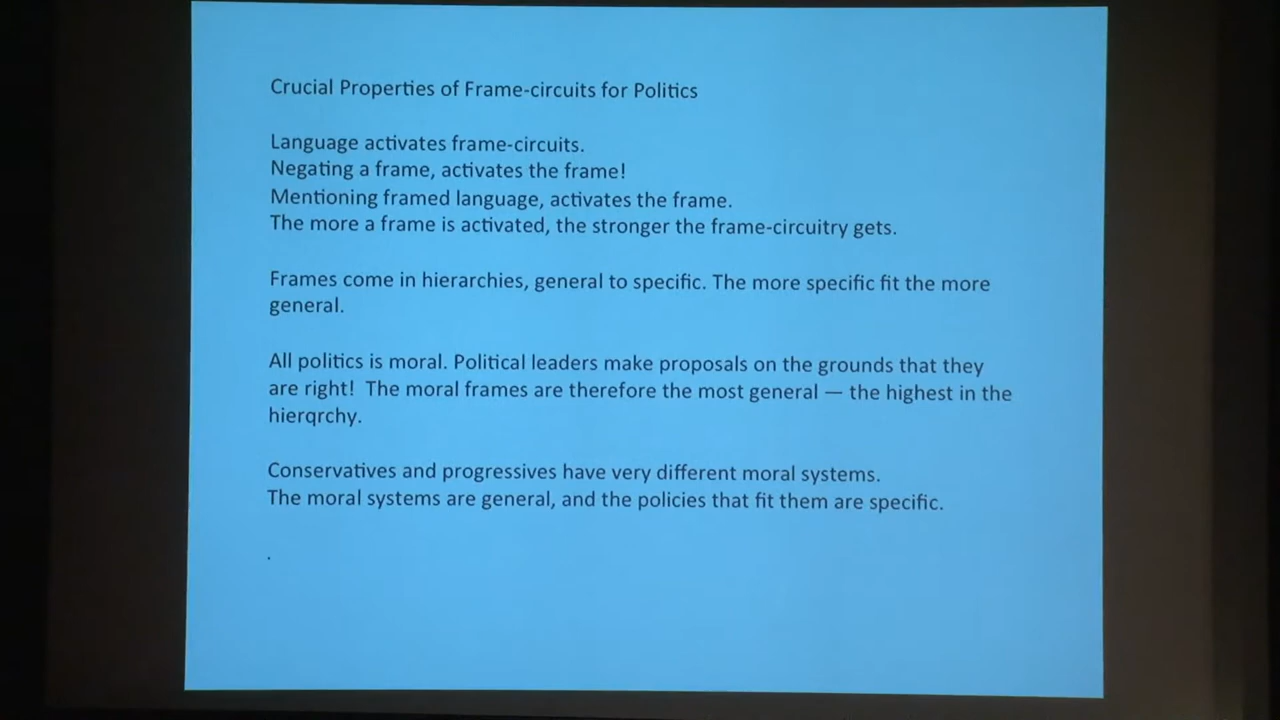 Crucial Properties of Frame-circuits for Politics
Language activates frame-circuits.
Negating a frame, activates the frame!
Mentioning framed language, activates the frame.
The more a frame is activated, the stronger the frame-circuitry gets.
Frames come in hierarchies, general to specific. The more specific fit the more
general.
All politics is moral. Political leaders make proposals on the grounds that they
are right!  The moral frames are therefore the most general — the highest in the
hierqrchy.
Conservatives and progressives have very different moral systems.
The moral systems are general, and the policies that fit them are specific.
.